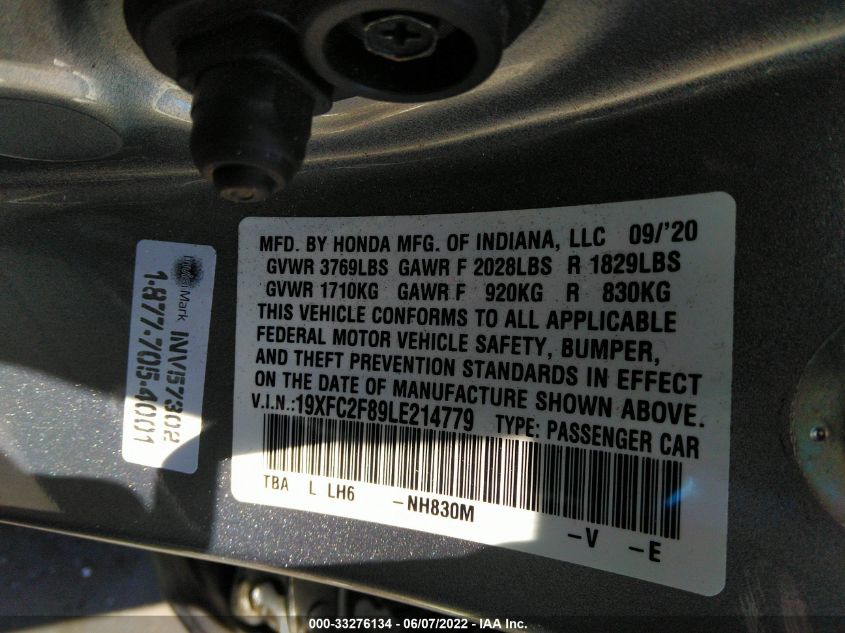 MFD. BY HONDA MFG. OF INDIANA, LLC 09/'20
GVWR 3769LBS GAWR F 2028LBS R 1829LBS
GVWR 1710KG GAWR F 920KG R 830KG
THIS VEHICLE CONFORMS TO ALL APPLICABLE
FEDERAL MOTOR VEHICLE SAFETY, BUMPER,
AND THEFT PREVENTION STANDARDS IN EFFECT
ON THE DATE OF MANUFACTURE SHOWN ABOVE.
V.I.N.:19XFC2F89LE214779 TYPE: PASSENGER CAR
TBA L LH6 -NH830M
-V -E
Mark INV57302
1-877-705-4001
000-33276134 - 06/07/2022 - IAA Inc.